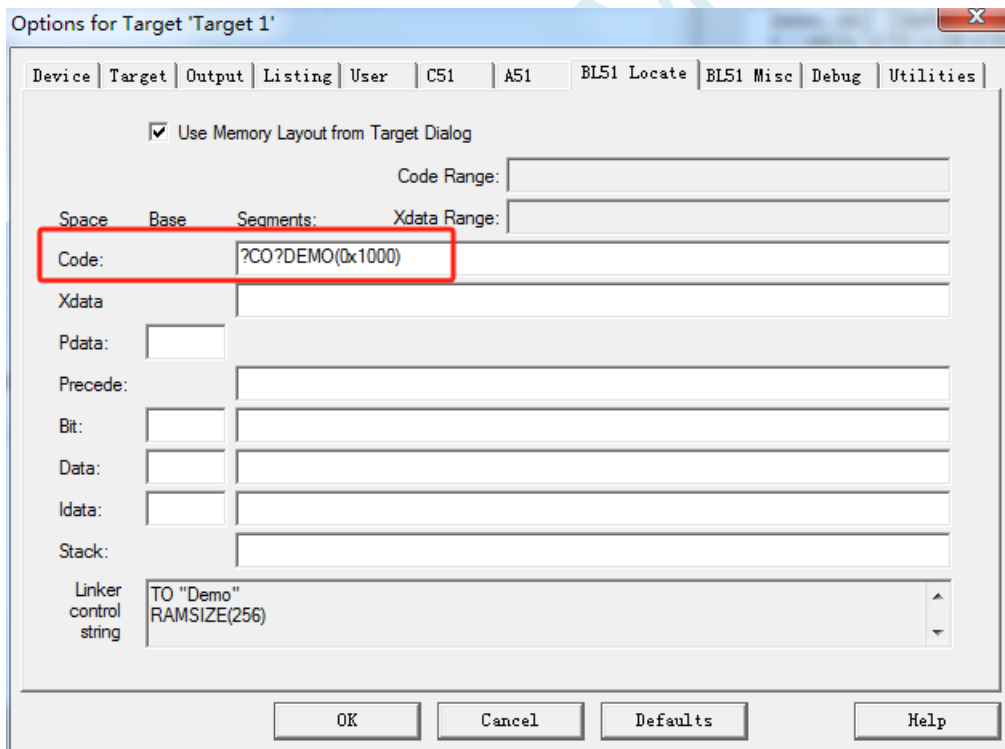 Options for Target 'Target 1'
Device Target Output Listing User C51 A51 BL51 Locate BL51 Misc Debug Utilities
Use Memory Layout from Target Dialog
Code Range:
Space Base Segments: Xdata Range:
Code: ?CO?DEMO(0x1000)
Xdata
Pdata:
Precede:
Bit:
Data:
Idata:
Stack:
Linker control string
TO "Demo"
RAMSIZE(256)
OK Cancel Defaults Help